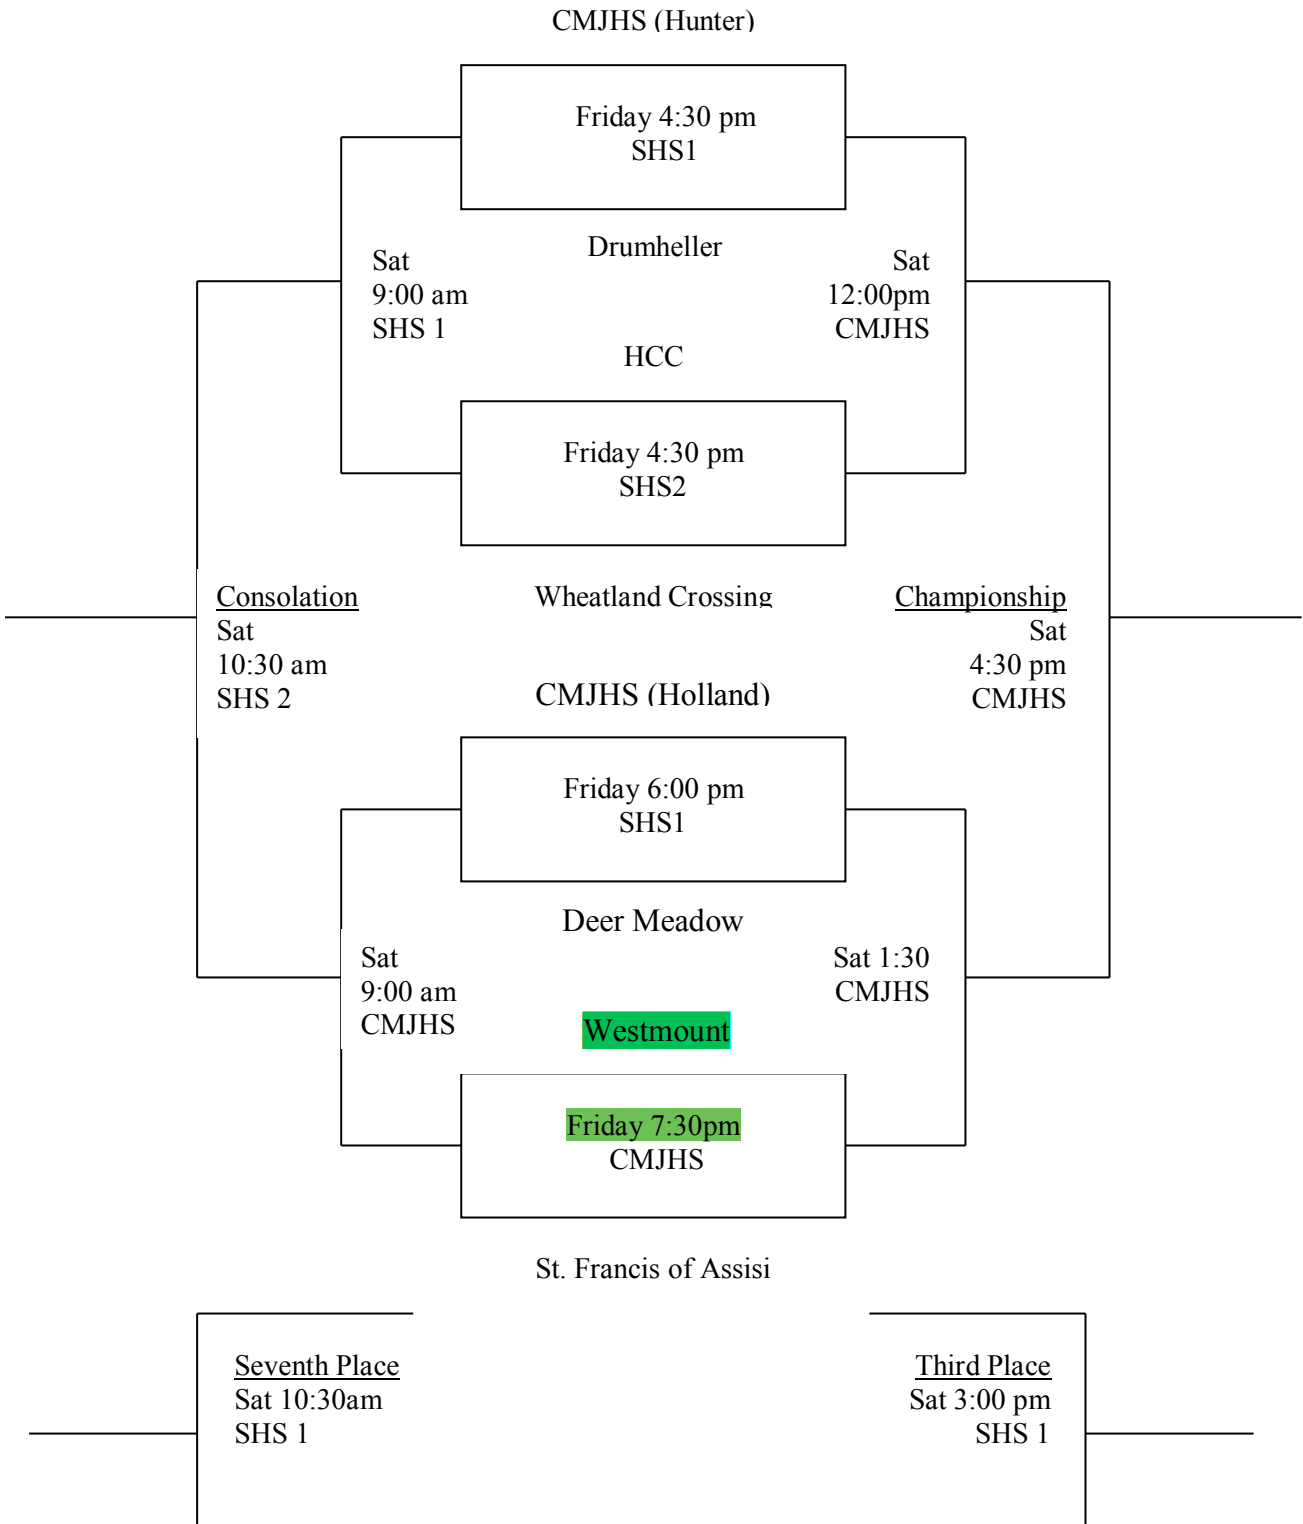 CMJHS (Hunter)
Friday 4:30 pm
SHS1
Drumheller
Sat
9:00 am
SHS 1
Sat
12:00pm
CMJHS
HCC
Friday 4:30 pm
SHS2
Consolation
Sat
10:30 am
SHS 2
Wheatland Crossing
Championship
Sat
4:30 pm
CMJHS
CMJHS (Holland)
Friday 6:00 pm
SHS1
Deer Meadow
Sat
9:00 am
CMJHS
Sat 1:30
CMJHS
Westmount
Friday 7:30pm
CMJHS
St. Francis of Assisi
Seventh Place
Sat 10:30am
SHS 1
Third Place
Sat 3:00 pm
SHS 1